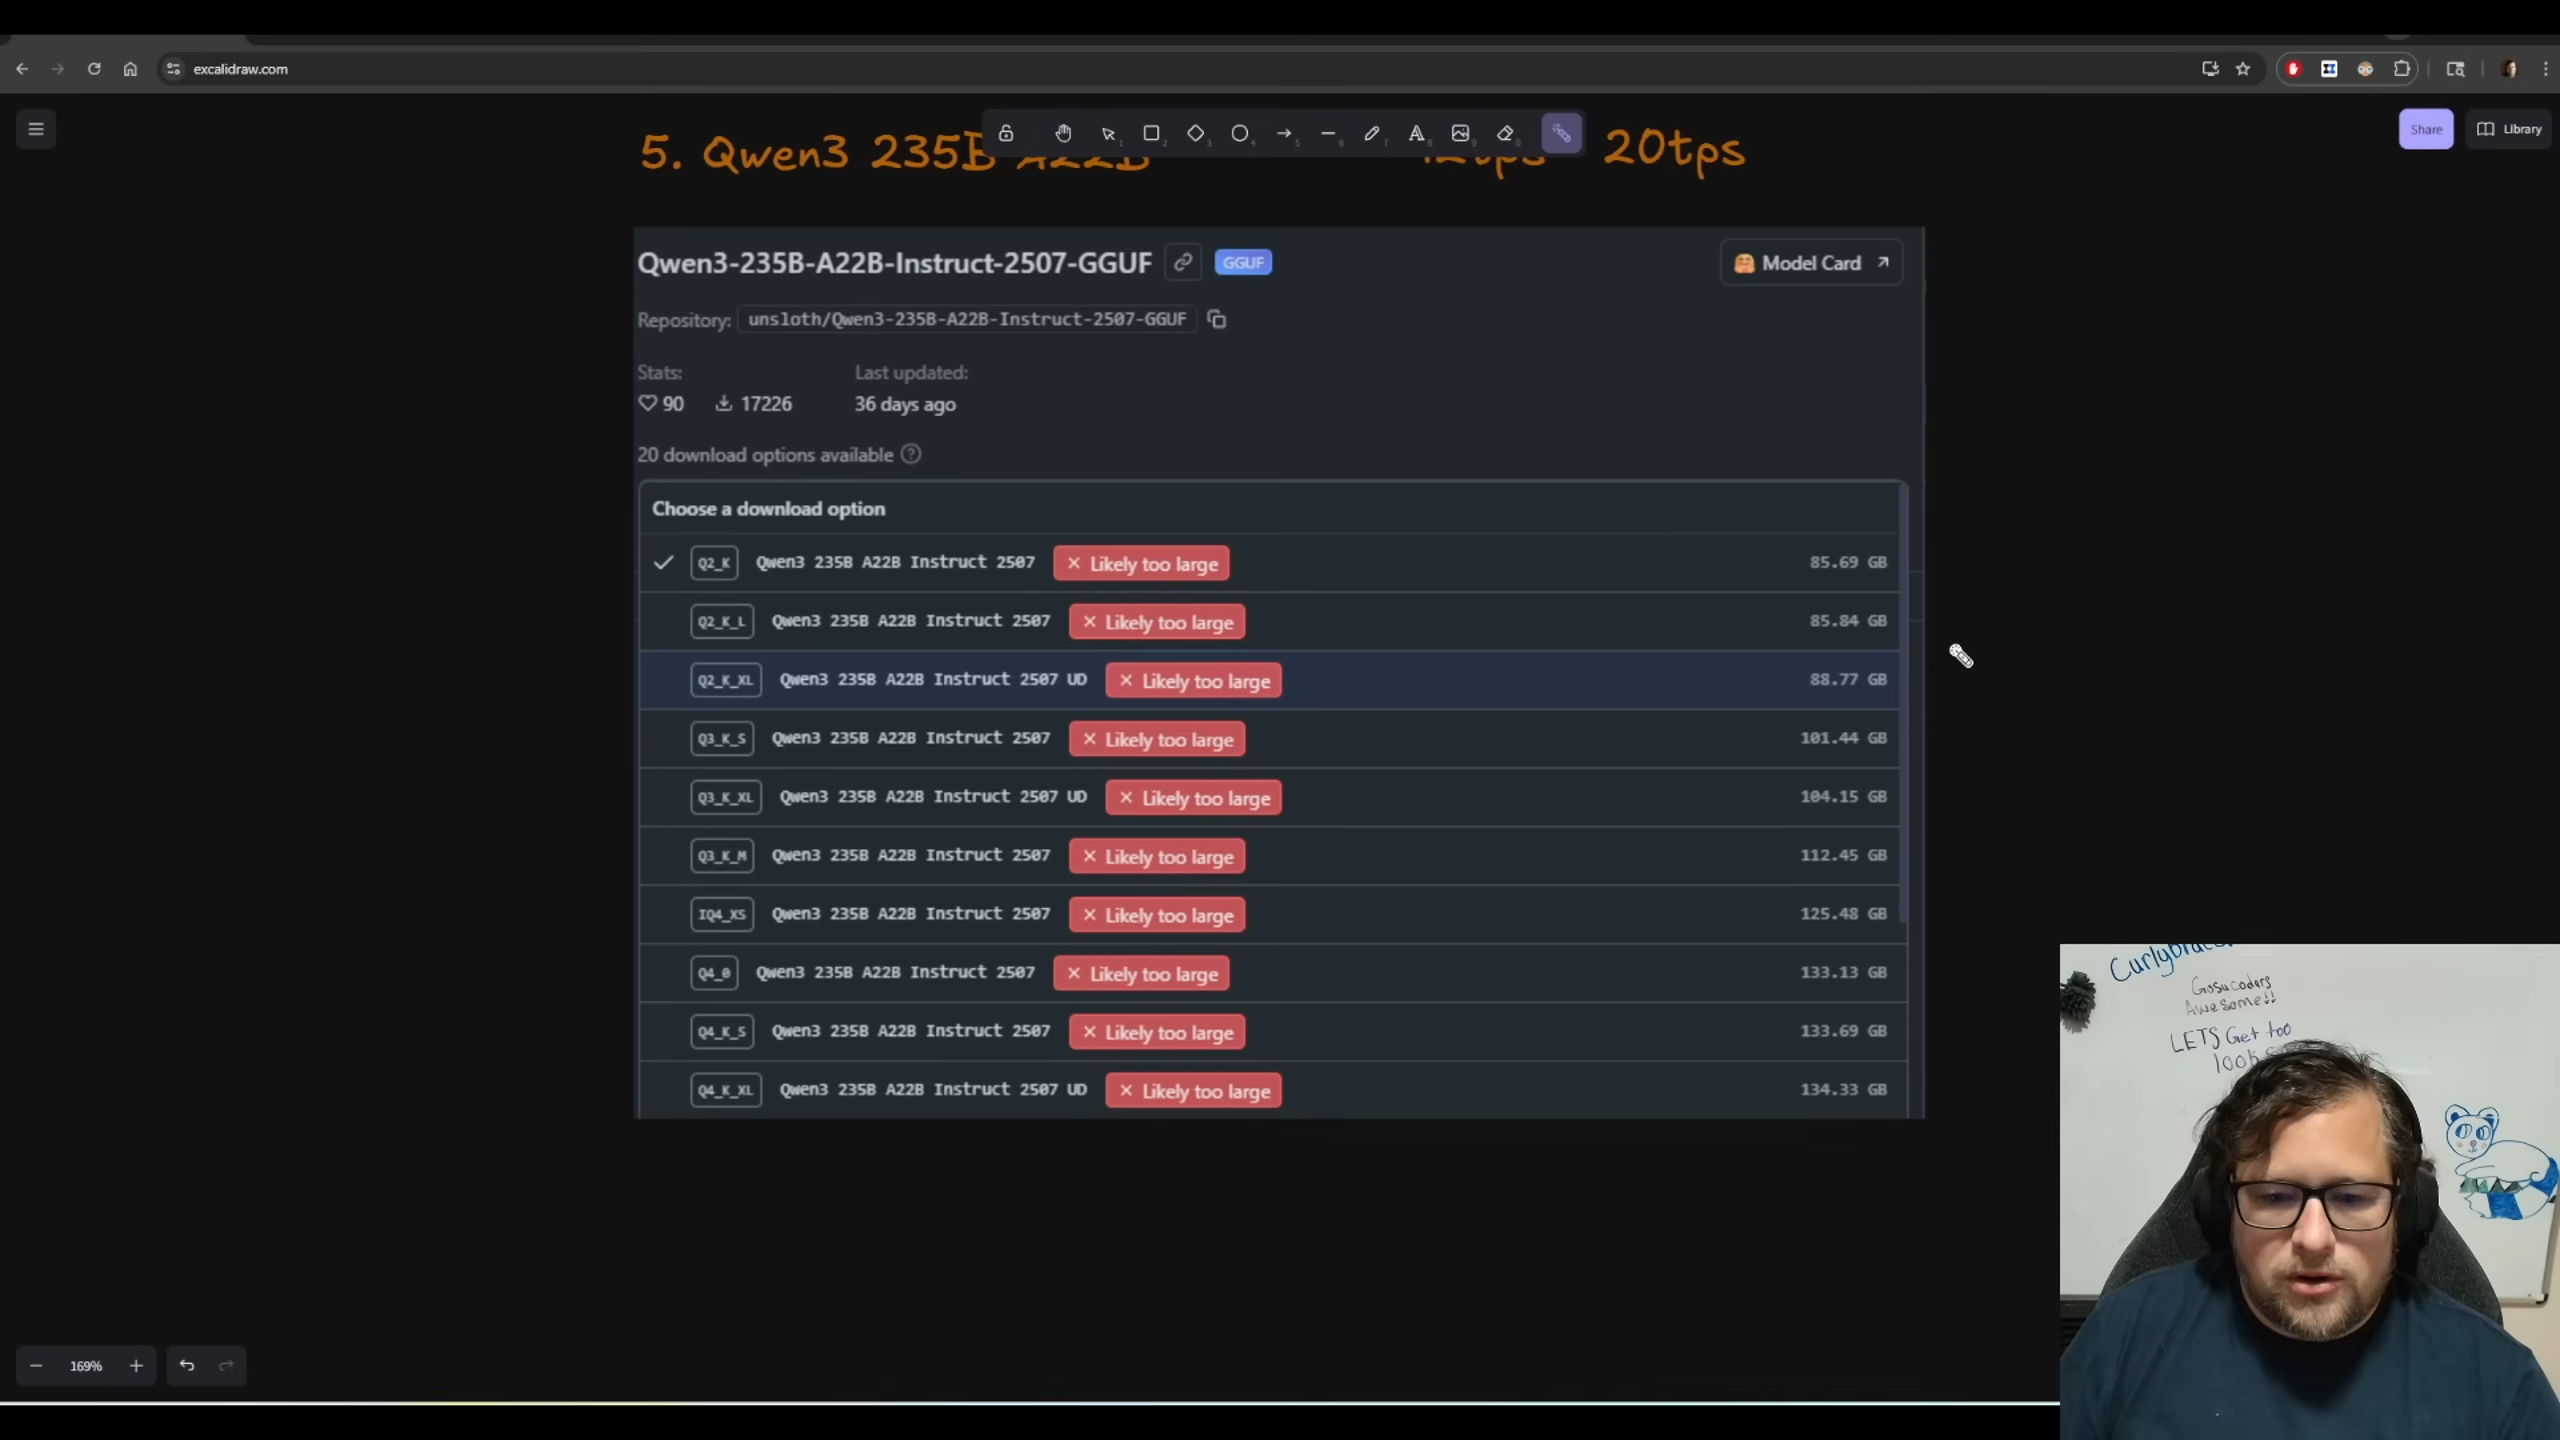 excalidraw.com
Share
Library
5. Qwen3 235B A22B 12tps 20tps
Qwen3-235B-A22B-Instruct-2507-GGUF GGUF Model Card
Repository: unsloth/Qwen3-235B-A22B-Instruct-2507-GGUF
Stats: Last updated:
90 17226 36 days ago
20 download options available
Choose a download option
Q2_K Qwen3 235B A22B Instruct 2507 × Likely too large 85.69 GB
Q2_K_L Qwen3 235B A22B Instruct 2507 × Likely too large 85.84 GB
Q2_K_XL Qwen3 235B A22B Instruct 2507 UD × Likely too large 88.77 GB
Q3_K_S Qwen3 235B A22B Instruct 2507 × Likely too large 101.44 GB
Q3_K_XL Qwen3 235B A22B Instruct 2507 UD × Likely too large 104.15 GB
Q3_K_M Qwen3 235B A22B Instruct 2507 × Likely too large 112.45 GB
IQ4_XS Qwen3 235B A22B Instruct 2507 × Likely too large 125.48 GB
Q4_0 Qwen3 235B A22B Instruct 2507 × Likely too large 133.13 GB
Q4_K_S Qwen3 235B A22B Instruct 2507 × Likely too large 133.69 GB
Q4_K_XL Qwen3 235B A22B Instruct 2507 UD × Likely too large 134.33 GB
Gosucoders
Awesome!!
LETS Get too
100k
169%